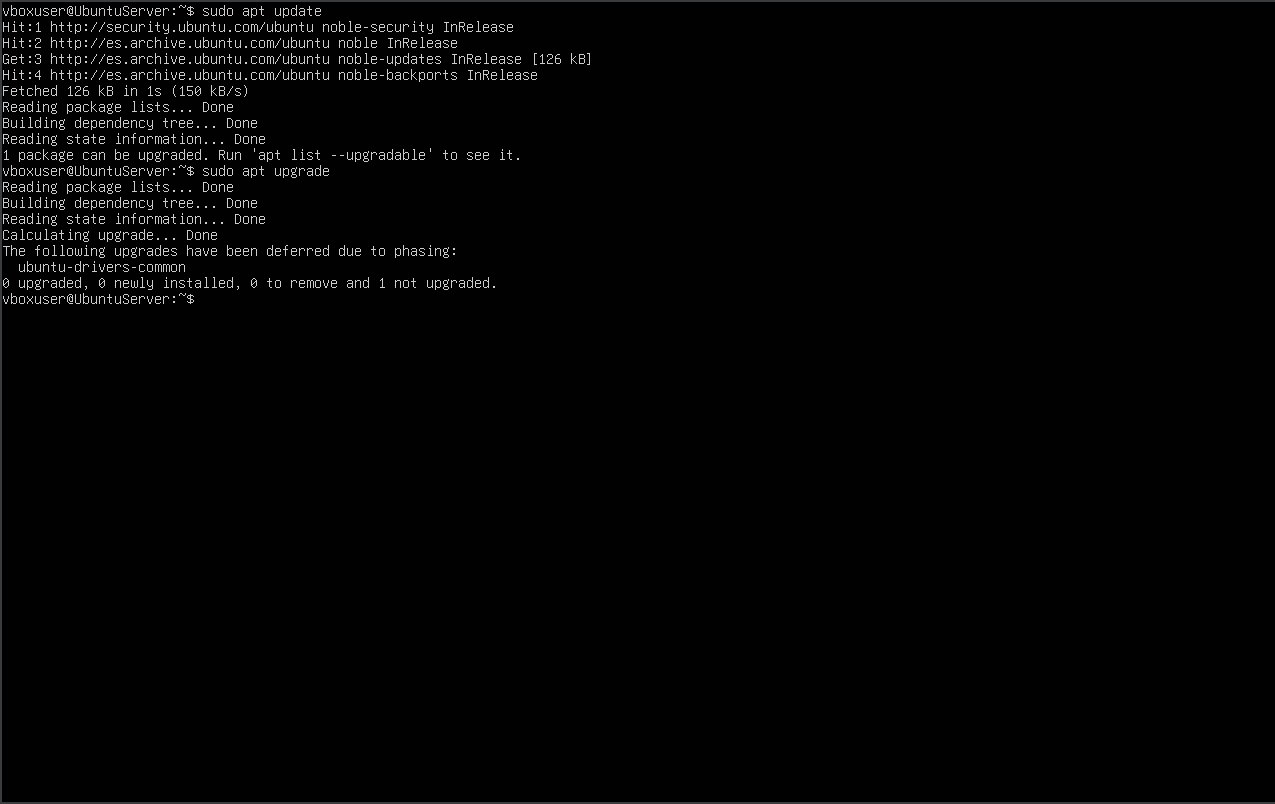 vboxuser@UbuntuServer:~$ sudo apt update
Hit:1 http://security.ubuntu.com/ubuntu noble-security InRelease
Hit:2 http://es.archive.ubuntu.com/ubuntu noble InRelease
Get:3 http://es.archive.ubuntu.com/ubuntu noble-updates InRelease [126 kB]
Hit:4 http://es.archive.ubuntu.com/ubuntu noble-backports InRelease
Fetched 126 kB in 1s (150 kB/s)
Reading package lists... Done
Building dependency tree... Done
Reading state information... Done
1 package can be upgraded. Run 'apt list --upgradable' to see it.
vboxuser@UbuntuServer:~$ sudo apt upgrade
Reading package lists... Done
Building dependency tree... Done
Reading state information... Done
Calculating upgrade... Done
The following upgrades have been deferred due to phasing:
  ubuntu-drivers-common
0 upgraded, 0 newly installed, 0 to remove and 1 not upgraded.
vboxuser@UbuntuServer:~$